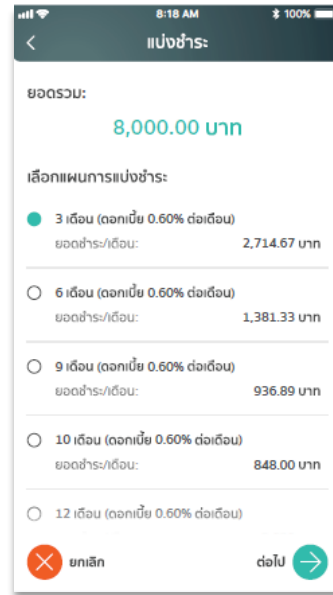 8:18 AM
100%
แบ่งชำระ
ยอดรวม:
8,000.00 บาท
เลือกแผนการแบ่งชำระ
3 เดือน (ดอกเบี้ย 0.60% ต่อเดือน)
ยอดชำระ/เดือน: 2,714.67 บาท
6 เดือน (ดอกเบี้ย 0.60% ต่อเดือน)
ยอดชำระ/เดือน: 1,381.33 บาท
9 เดือน (ดอกเบี้ย 0.60% ต่อเดือน)
ยอดชำระ/เดือน: 936.89 บาท
10 เดือน (ดอกเบี้ย 0.60% ต่อเดือน)
ยอดชำระ/เดือน: 848.00 บาท
12 เดือน (ดอกเบี้ย 0.60% ต่อเดือน)
ยกเลิก ต่อไป